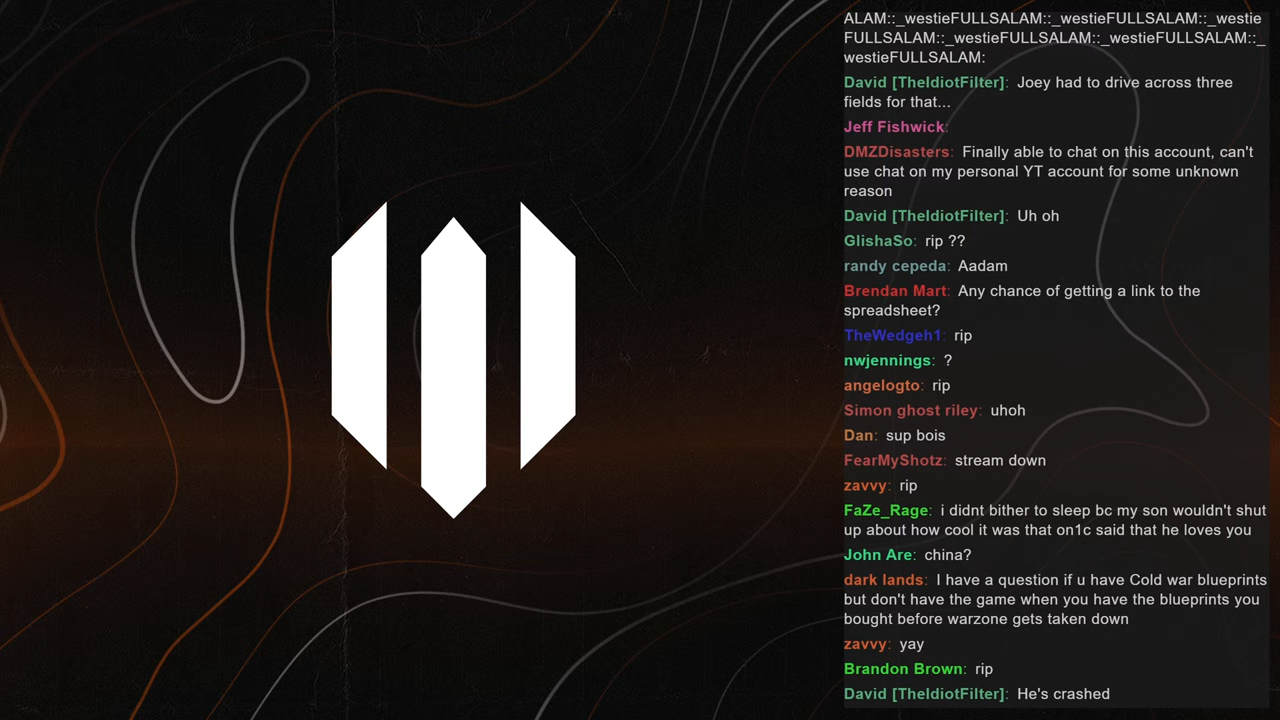 ALAM::_westieFULLSALAM::_westieFULLSALAM::_westie
FULLSALAM::_westieFULLSALAM::_westieFULLSALAM::_
westieFULLSALAM:
David [TheIdiotFilter]: Joey had to drive across three
fields for that...
Jeff Fishwick:
DMZDisasters: Finally able to chat on this account, can't
use chat on my personal YT account for some unknown
reason
David [TheIdiotFilter]: Uh oh
GlishaSo: rip ??
randy cepeda: Aadam
Brendan Mart: Any chance of getting a link to the
spreadsheet?
TheWedgeh1: rip
nwjennings: ?
angelogto: rip
Simon ghost riley: uhoh
Dan: sup bois
FearMyShotz: stream down
zavvy: rip
FaZe_Rage: i didnt bither to sleep bc my son wouldn't shut
up about how cool it was that on1c said that he loves you
John Are: china?
dark lands: I have a question if u have Cold war blueprints
but don't have the game when you have the blueprints you
bought before warzone gets taken down
zavvy: yay
Brandon Brown: rip
David [TheIdiotFilter]: He's crashed